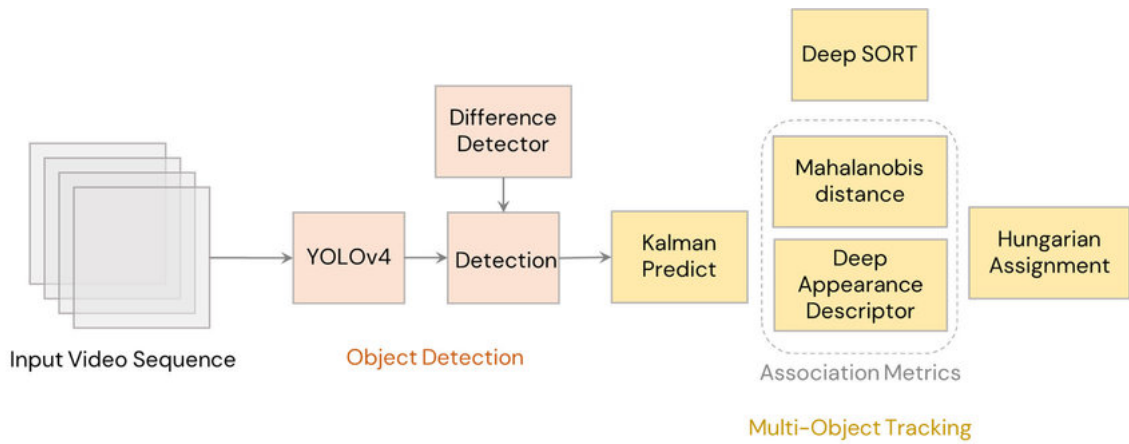 Deep SORT
Difference
Detector
Mahalanobis
distance
YOLOv4
Detection
Kalman
Predict
Deep
Appearance
Descriptor
Hungarian
Assignment
Input Video Sequence
Object Detection
Association Metrics
Multi-Object Tracking